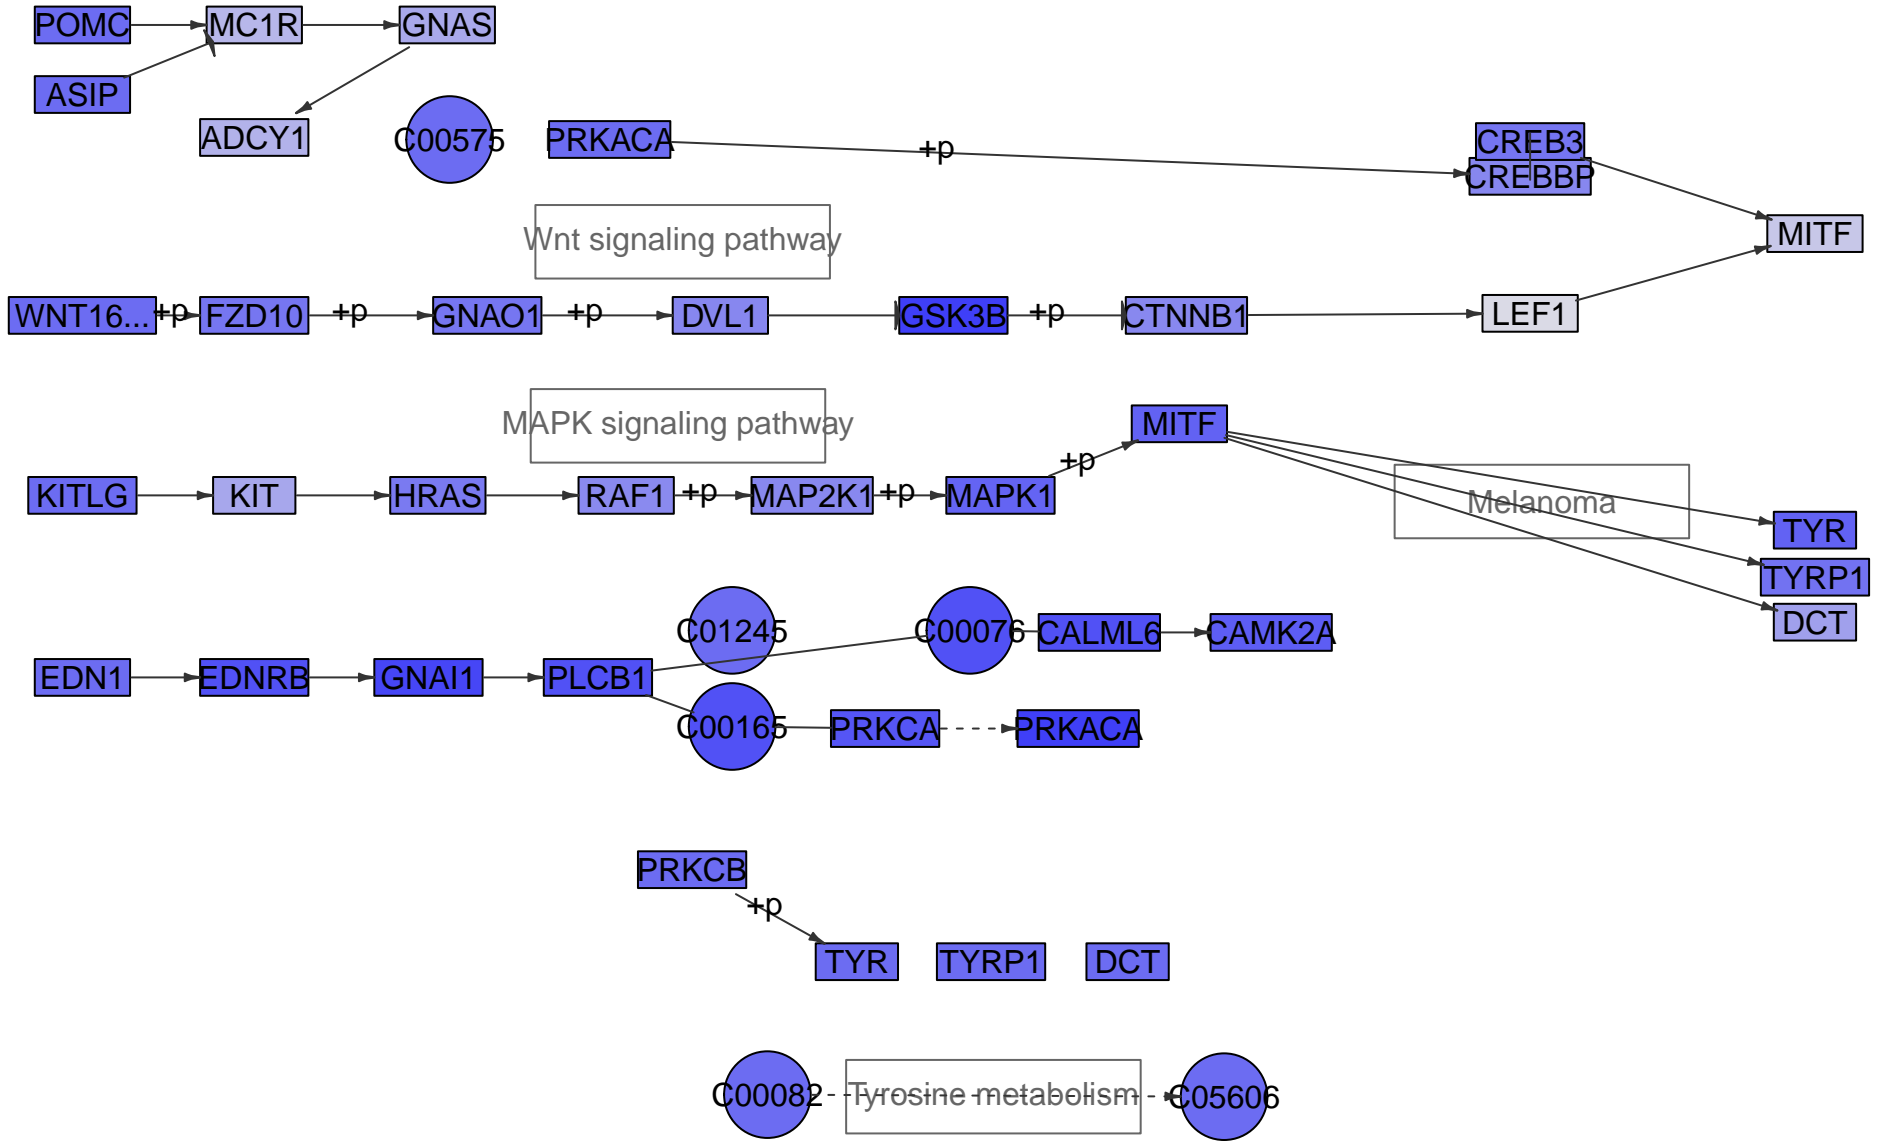 POMC MC1R GNAS
ASIP
ADCY1 C00575 PRKACA +p CREB3
CREBBP
MITF
Wnt signaling pathway
WNT16... +p FZD10 +p GNAO1 +p DVL1 GSK3B +p CTNNB1 LEF1
MAPK signaling pathway MITF
+p
KITLG KIT HRAS RAF1 +p MAP2K1 +p MAPK1 Melanoma
TYR
TYRP1
DCT
C01245 C00076 CALML6 CAMK2A
EDN1 EDNRB GNAI1 PLCB1
C00165 PRKCA PRKACA
PRKCB
+p
TYR TYRP1 DCT
C00082 Tyrosine metabolism C05606